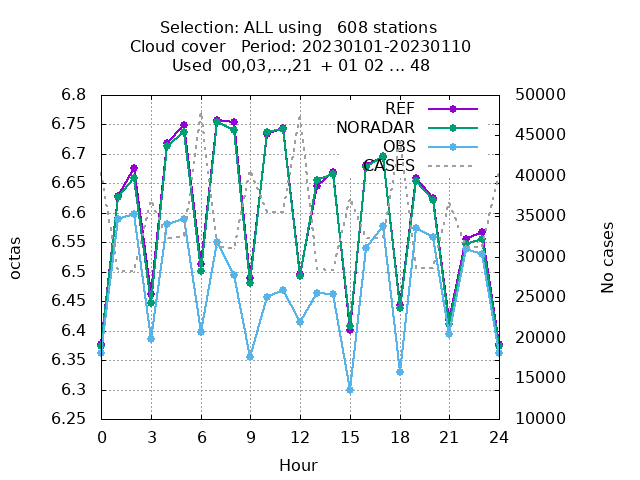 Selection: ALL using   608 stations
Cloud cover   Period: 20230101-20230110
Used  00,03,...,21  + 01 02 ... 48
6.8
6.75
6.7
6.65
6.6
6.55
6.5
6.45
6.4
6.35
6.3
6.25
octas
50000
45000
40000
35000
30000
25000
20000
15000
10000
No cases
REF
NORADAR
OBS
CASES
0 3 6 9 12 15 18 21 24
Hour